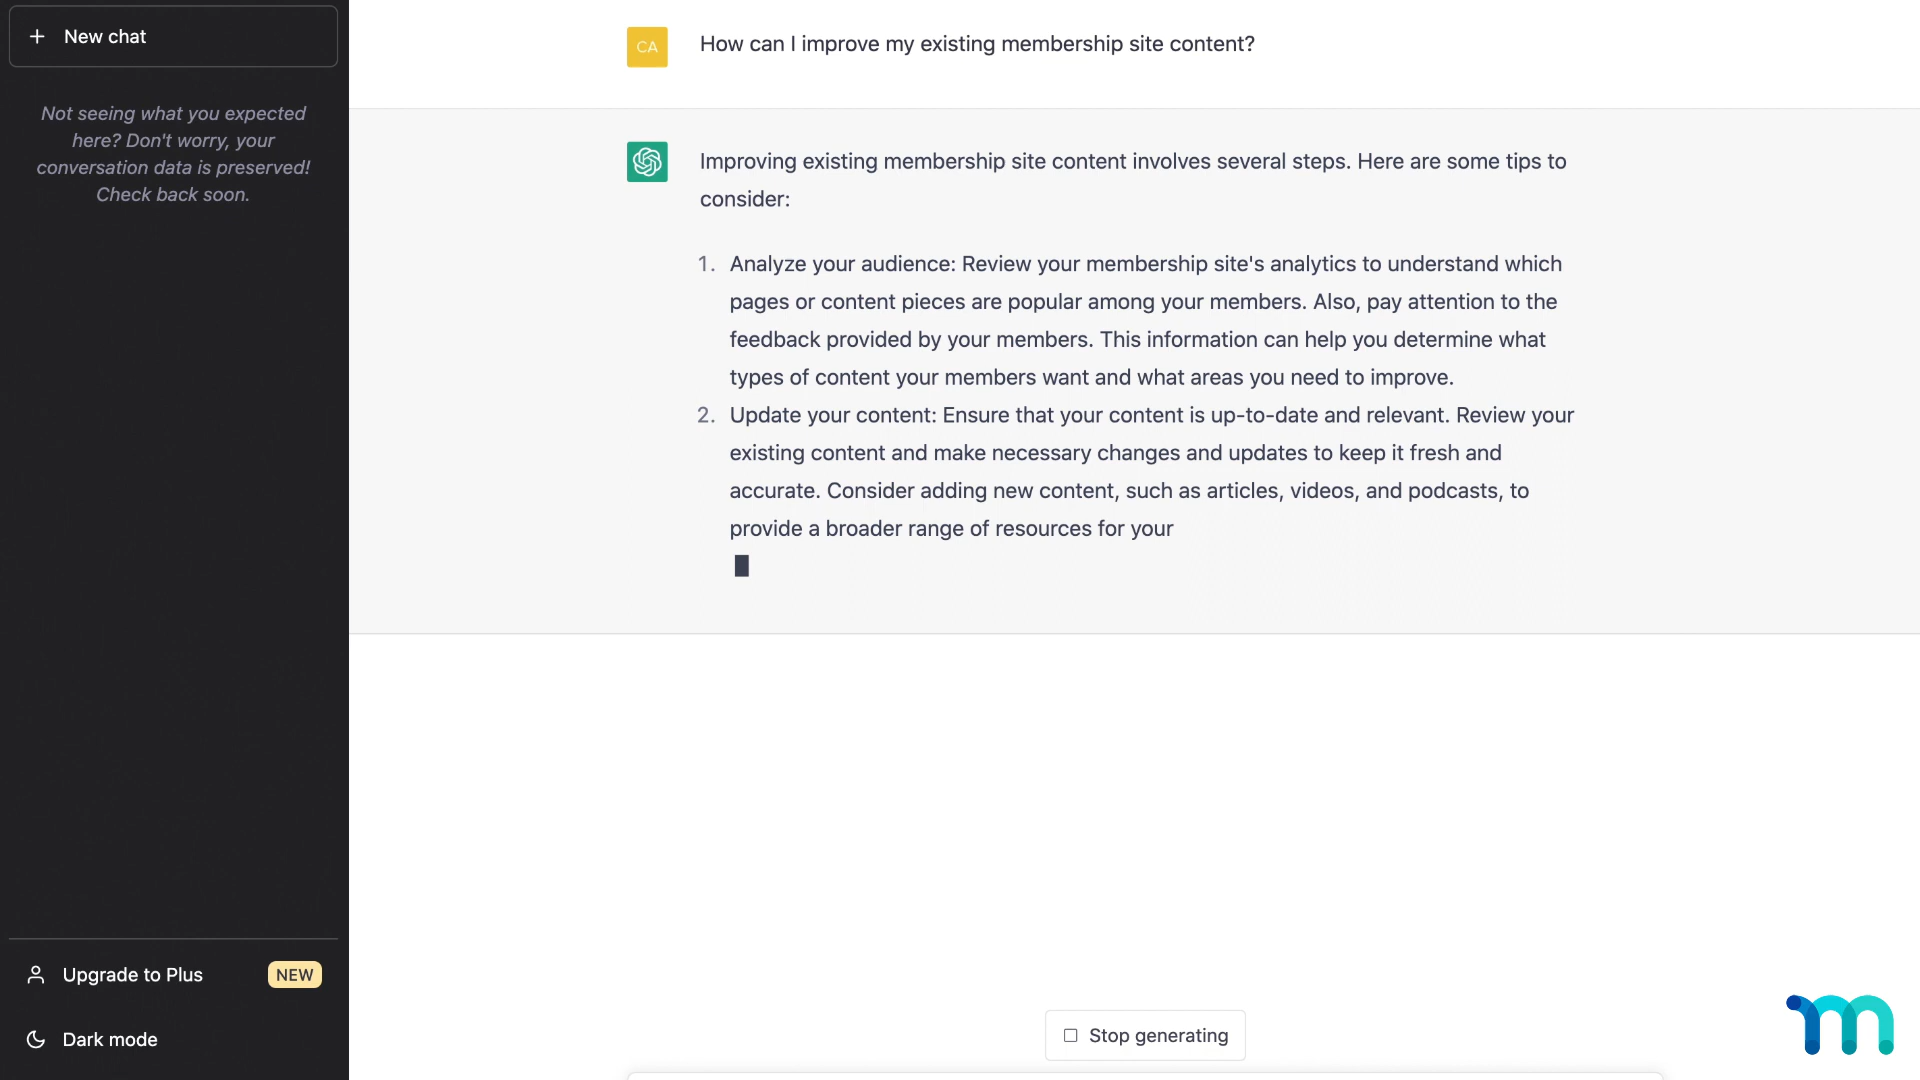 New chat
Not seeing what you expected
here? Don't worry, your
conversation data is preserved!
Check back soon.
Upgrade to Plus NEW
Dark mode
CA How can I improve my existing membership site content?
Improving existing membership site content involves several steps. Here are some tips to
consider:
1. Analyze your audience: Review your membership site's analytics to understand which
pages or content pieces are popular among your members. Also, pay attention to the
feedback provided by your members. This information can help you determine what
types of content your members want and what areas you need to improve.
2. Update your content: Ensure that your content is up-to-date and relevant. Review your
existing content and make necessary changes and updates to keep it fresh and
accurate. Consider adding new content, such as articles, videos, and podcasts, to
provide a broader range of resources for your
Stop generating
m